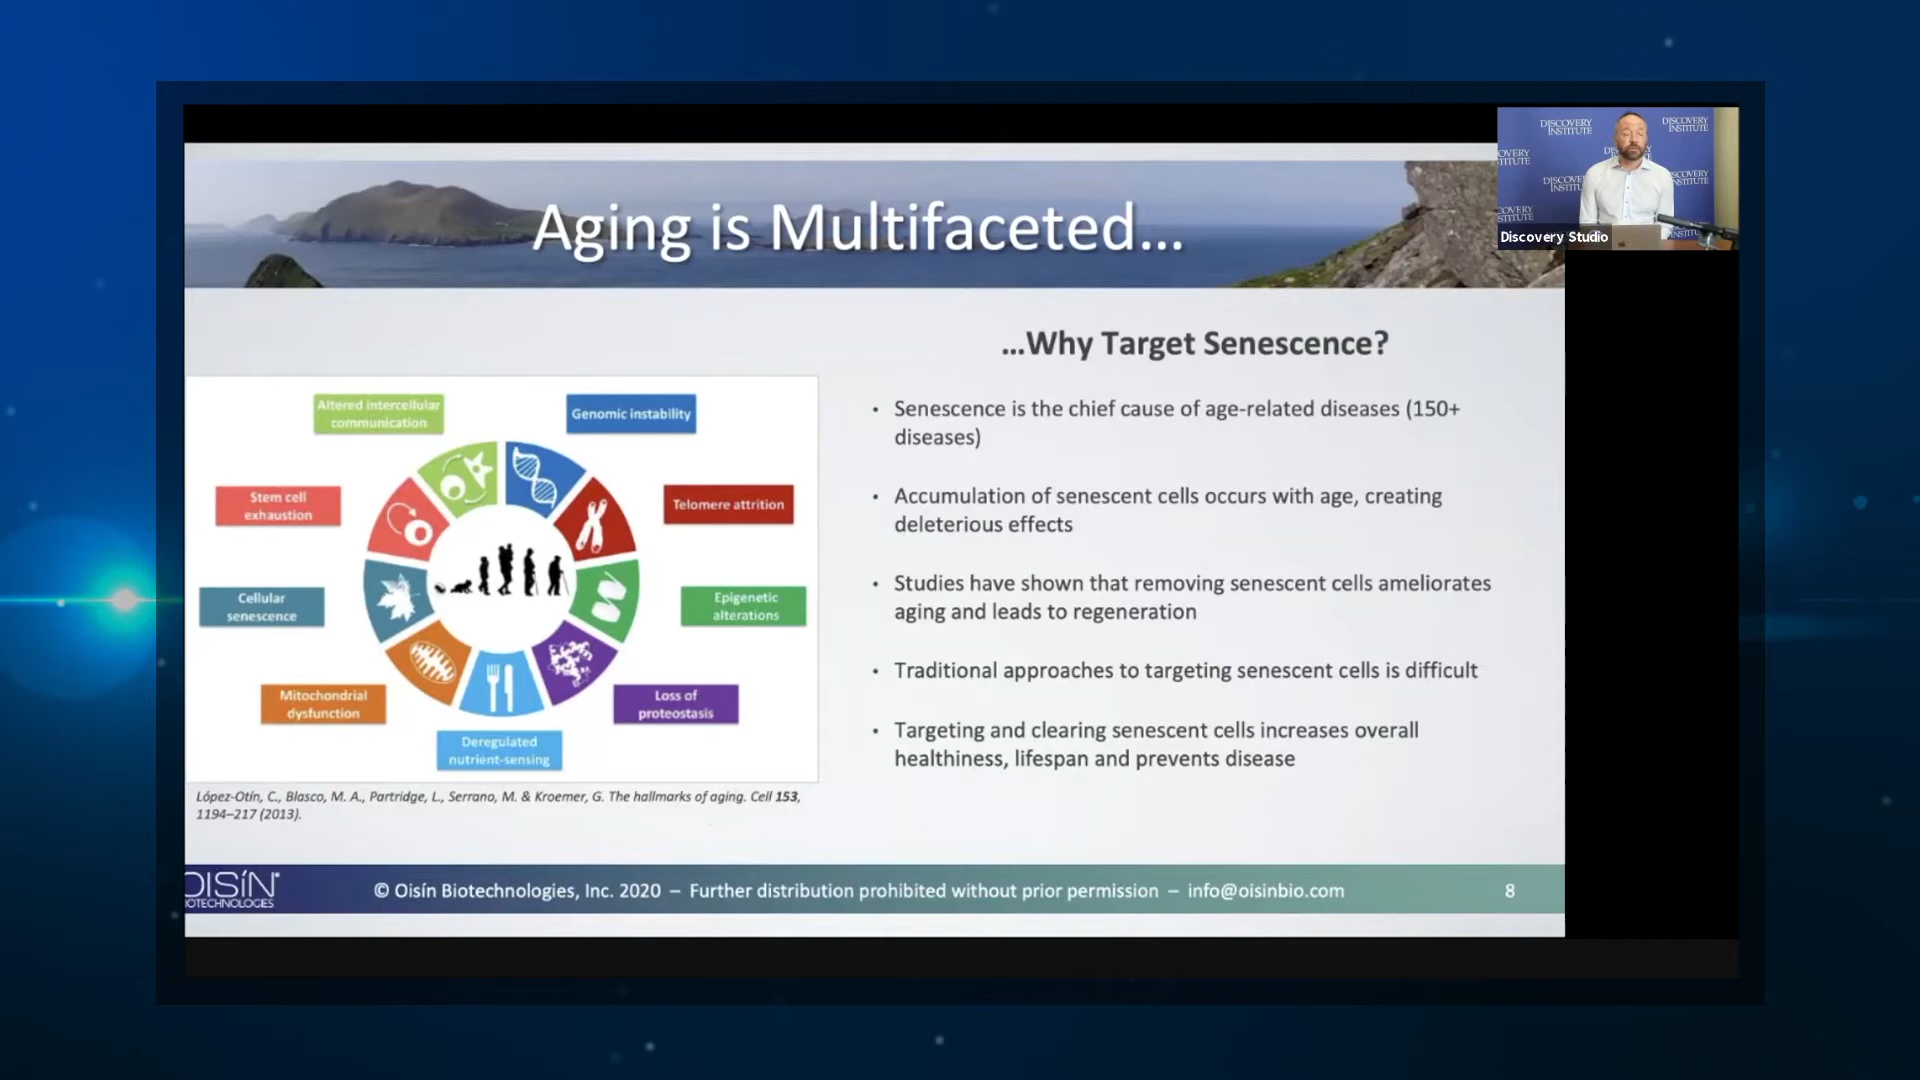 DISCOVERY
INSTITUTE
DISCOVERY
INSTITUTE
Discovery Studio
Aging is Multifaceted...
...Why Target Senescence?
• Senescence is the chief cause of age-related diseases (150+
diseases)
• Accumulation of senescent cells occurs with age, creating
deleterious effects
• Studies have shown that removing senescent cells ameliorates
aging and leads to regeneration
• Traditional approaches to targeting senescent cells is difficult
• Targeting and clearing senescent cells increases overall
healthiness, lifespan and prevents disease
Altered intercellular
communication
Genomic instability
Stem cell
exhaustion
Telomere attrition
Cellular
senescence
Epigenetic
alterations
Mitochondrial
dysfunction
Loss of
proteostasis
Deregulated
nutrient-sensing
López-Otín, C., Blasco, M. A., Partridge, L., Serrano, M. & Kroemer, G. The hallmarks of aging. Cell 153,
1194–217 (2013).
OISÍN
IOTECHNOLOGIES
© Oisín Biotechnologies, Inc. 2020 – Further distribution prohibited without prior permission – info@oisinbio.com
8